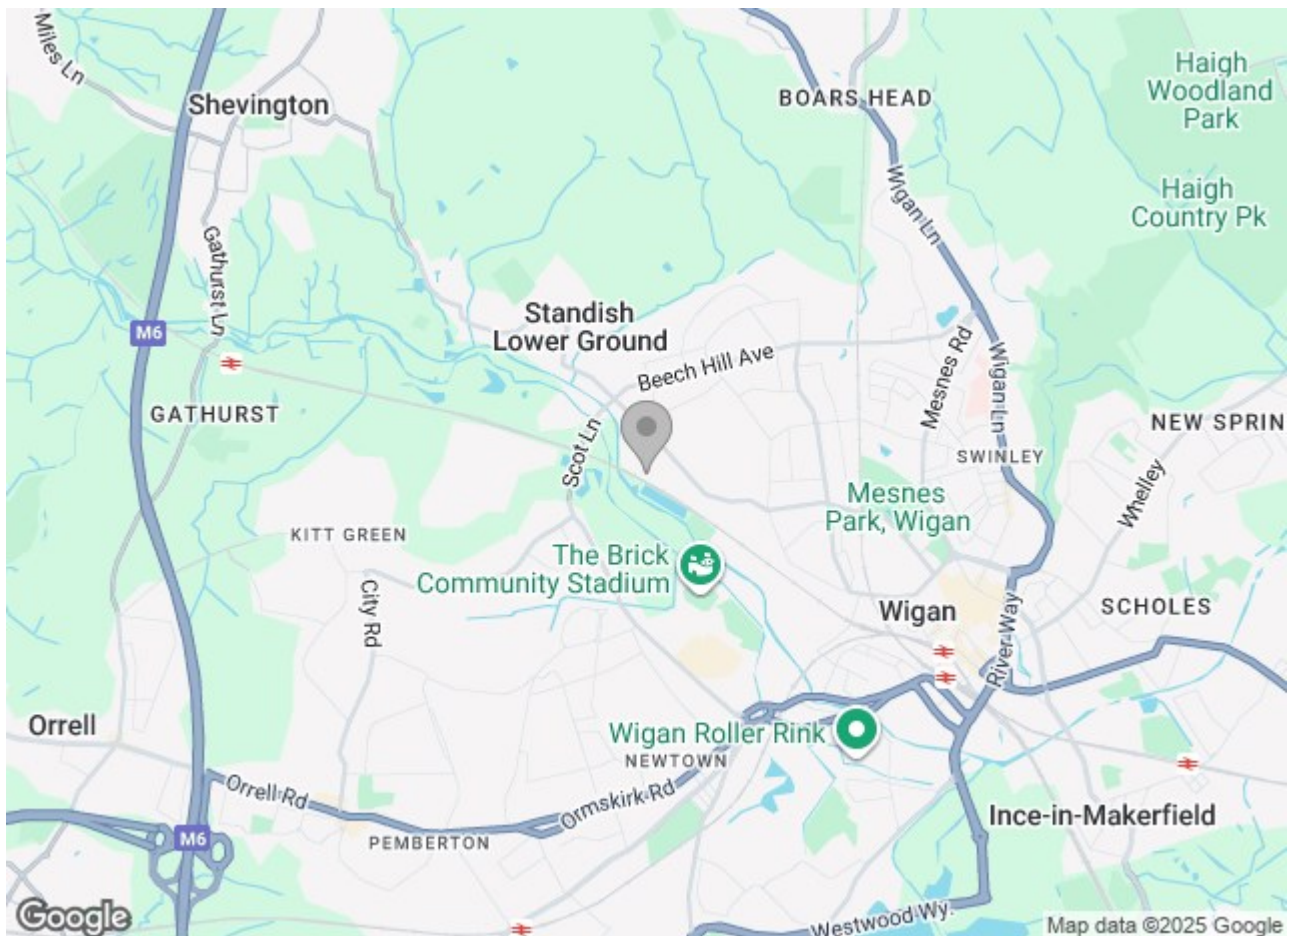 Miles Ln
Shevington
BOARS HEAD
Haigh
Woodland
Park
Haigh
Country Pk
Wigan Ln
Gathurst Ln
M6
Standish
Lower Ground
Beech Hill Ave
Mesnes Rd
Wigan Ln
GATHURST
Scot Ln
NEW SPRIN
SWINLEY
Whelley
Mesnes
Park, Wigan
KITT GREEN
The Brick
Community Stadium
City Rd
Wigan
River Way
SCHOLES
Orrell
Wigan Roller Rink
NEWTOWN
Orrell Rd
Ormskirk Rd
Ince-in-Makerfield
M6
PEMBERTON
Google
Westwood Wy.
Map data ©2025 Google